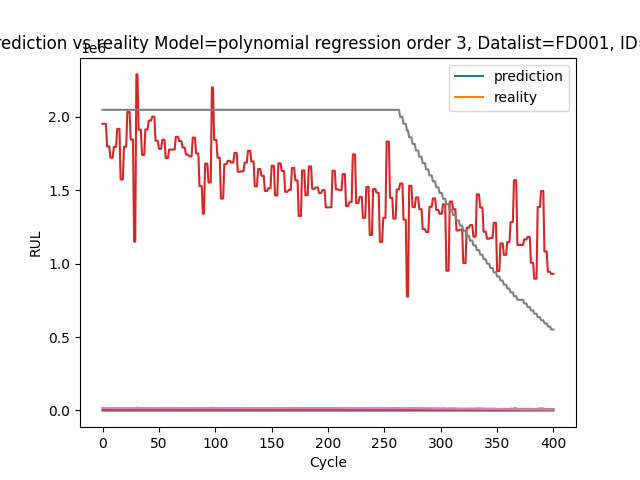 rediction vs reality Model=polynomial regression order 3, Datalist=FD001, ID=
1e6
prediction
reality
2.0
1.5
1.0
0.5
0.0
RUL
0 50 100 150 200 250 300 350 400
Cycle